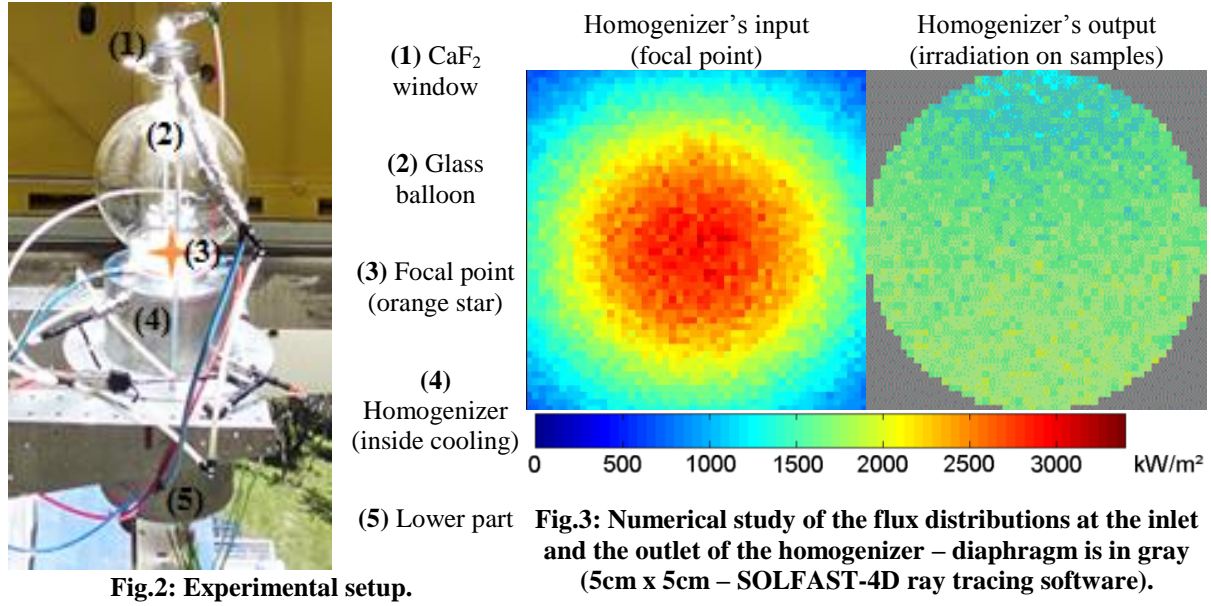 (1)
(2)
(3)
(4)
(5)
Fig.2: Experimental setup.
(1) CaF₂
window
(2) Glass
balloon
(3) Focal point
(orange star)
(4)
Homogenizer
(inside cooling)
(5) Lower part
Homogenizer's input
(focal point)
Homogenizer's output
(irradiation on samples)
0 500 1000 1500 2000 2500 3000 kW/m²
Fig.3: Numerical study of the flux distributions at the inlet
and the outlet of the homogenizer – diaphragm is in gray
(5cm x 5cm – SOLFAST-4D ray tracing software).